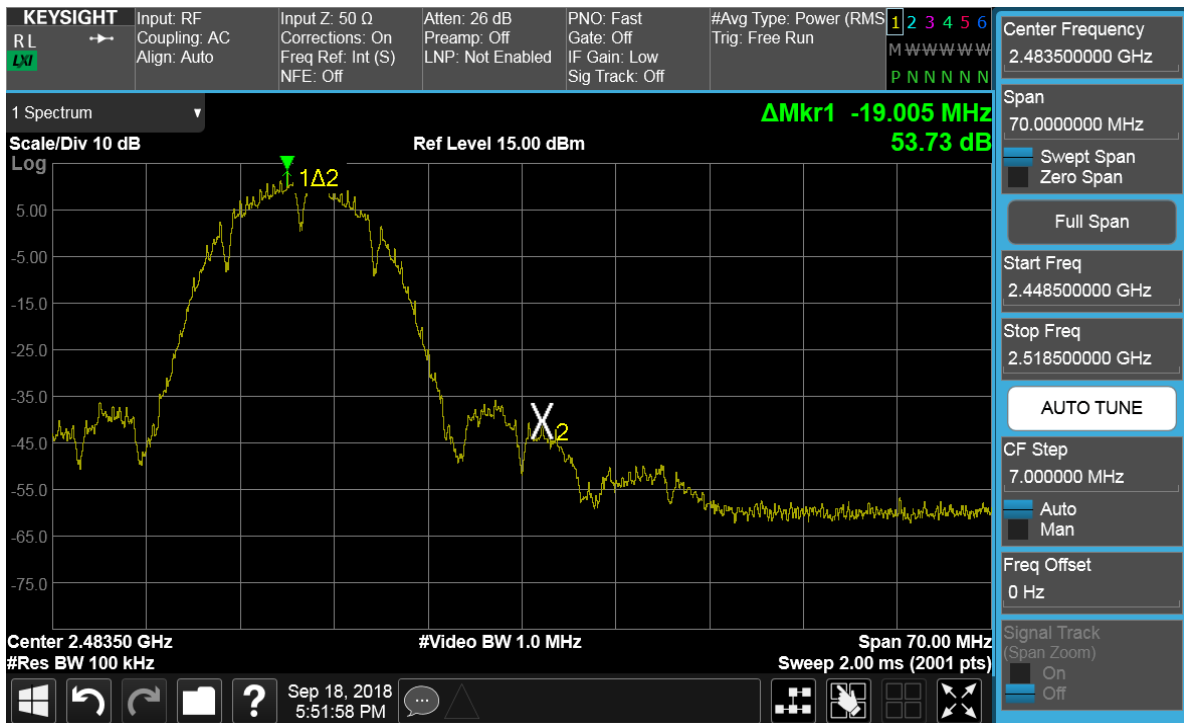 KEYSIGHT
RL
LXI
Input: RF
Coupling: AC
Align: Auto
Input Z: 50 Ω
Corrections: On
Freq Ref: Int (S)
NFE: Off
Atten: 26 dB
Preamp: Off
LNP: Not Enabled
PNO: Fast
Gate: Off
IF Gain: Low
Sig Track: Off
#Avg Type: Power (RMS
Trig: Free Run
1 2 3 4 5 6
M W W W W W
P N N N N N
1 Spectrum
ΔMkr1 -19.005 MHz
Scale/Div 10 dB
Ref Level 15.00 dBm
53.73 dB
Log
1Δ2
5.00
-5.00
-15.0
-25.0
-35.0
X2
-45.0
-55.0
-65.0
-75.0
Center 2.48350 GHz
#Video BW 1.0 MHz
Span 70.00 MHz
#Res BW 100 kHz
Sweep 2.00 ms (2001 pts)
?
Sep 18, 2018
5:51:58 PM
Center Frequency
2.483500000 GHz
Span
70.0000000 MHz
Swept Span
Zero Span
Full Span
Start Freq
2.448500000 GHz
Stop Freq
2.518500000 GHz
AUTO TUNE
CF Step
7.000000 MHz
Auto
Man
Freq Offset
0 Hz
Signal Track
(Span Zoom)
On
Off